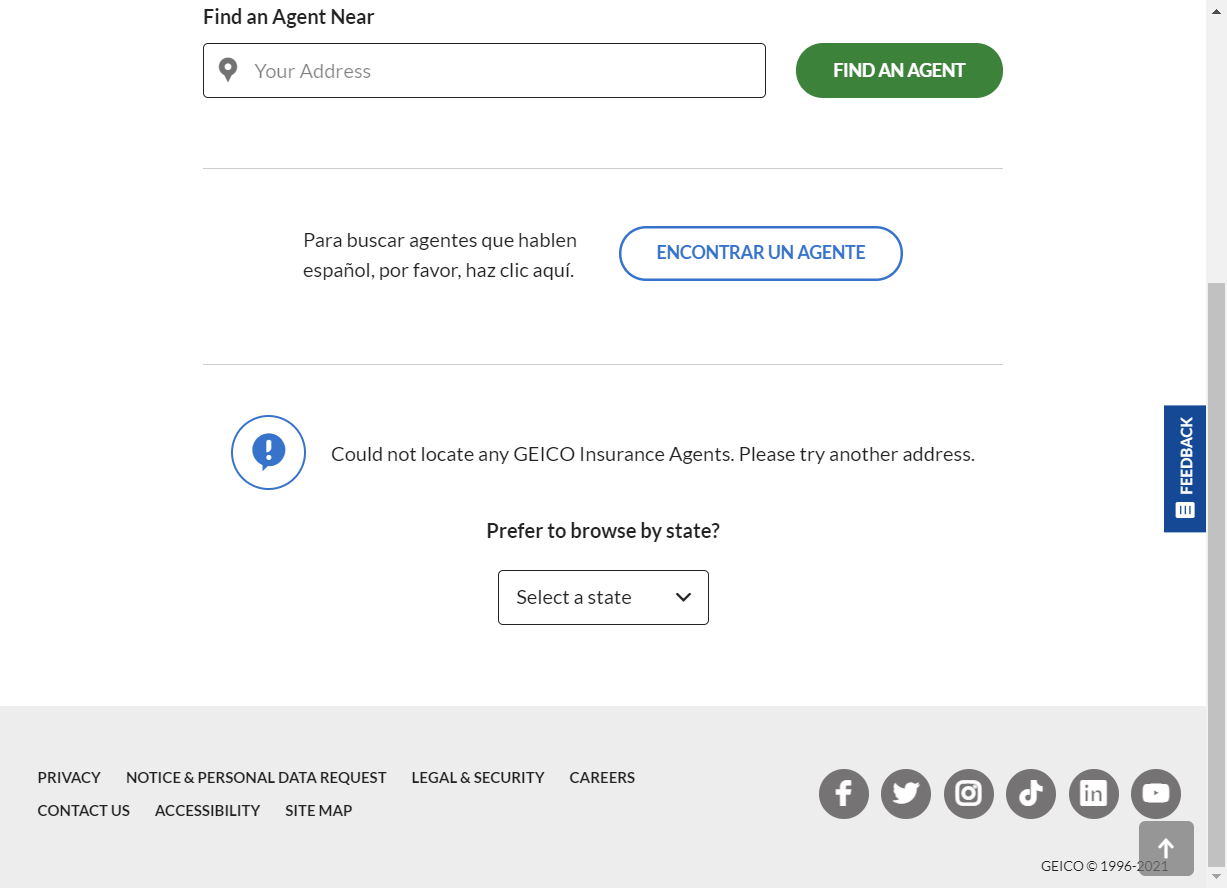 Find an Agent Near
Your Address
FIND AN AGENT
Para buscar agentes que hablen
español, por favor, haz clic aquí.
ENCONTRAR UN AGENTE
Could not locate any GEICO Insurance Agents. Please try another address.
Prefer to browse by state?
Select a state
FEEDBACK
PRIVACY NOTICE & PERSONAL DATA REQUEST LEGAL & SECURITY CAREERS
CONTACT US ACCESSIBILITY SITE MAP
GEICO © 1996-2021